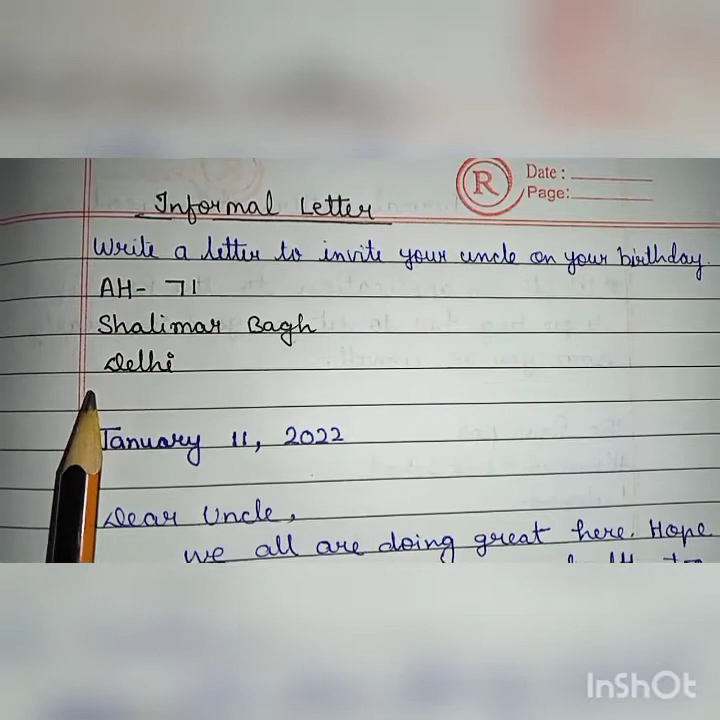 R
Date :
Page:
Informal Letter
Write a letter to invite your uncle on your birthday.
AH- 71
Shalimar Bagh
Delhi
January 11, 2022
Dear Uncle,
we all are doing great here. Hope
InShOt